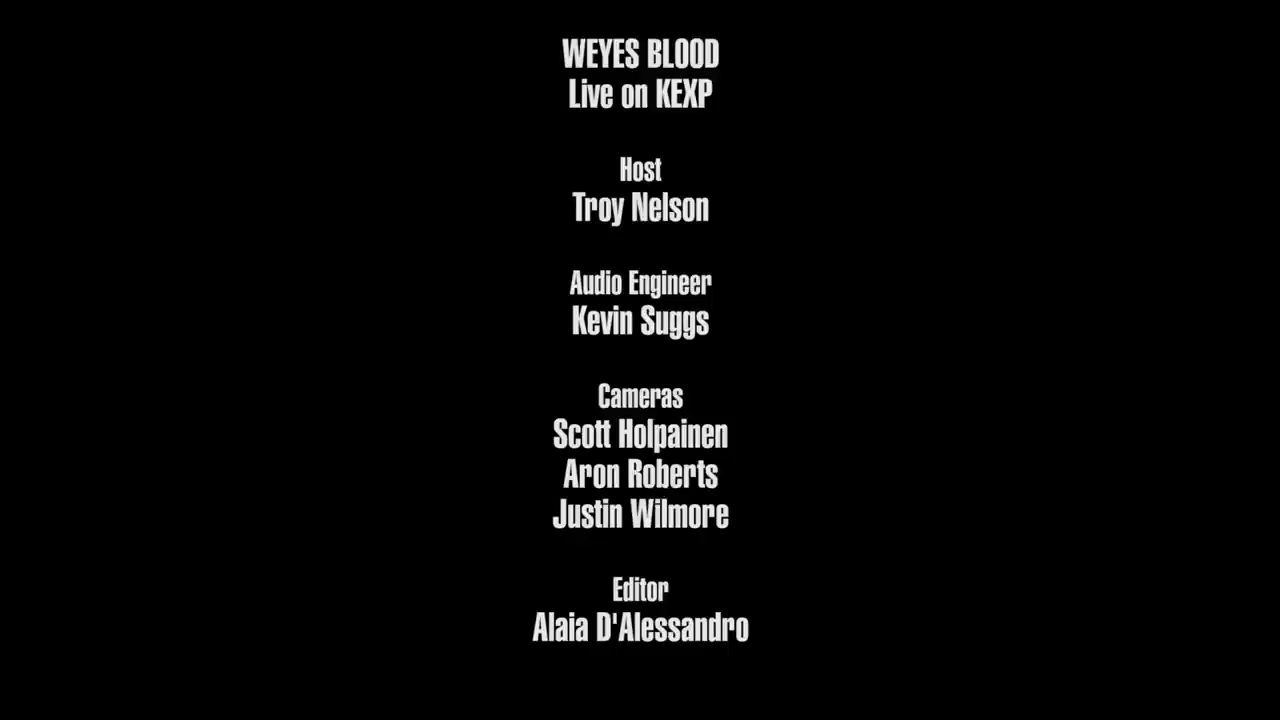 WEYES BLOOD
Live on KEXP
Host
Troy Nelson
Audio Engineer
Kevin Suggs
Cameras
Scott Holpainen
Aron Roberts
Justin Wilmore
Editor
Alaia D'Alessandro